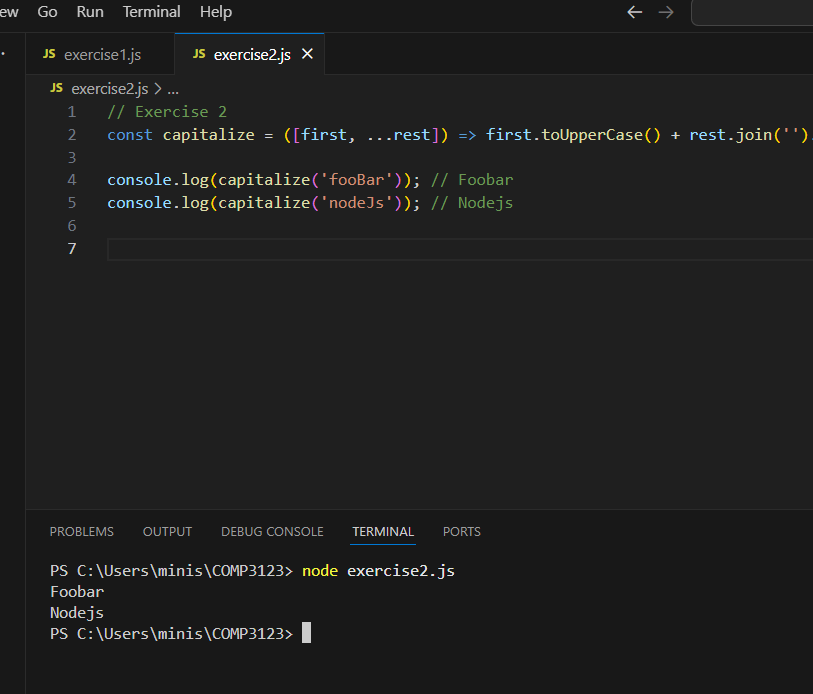 ew Go Run Terminal Help
JS exercise1.js JS exercise2.js
JS exercise2.js > ...
1 // Exercise 2
2 const capitalize = ([first, ...rest]) => first.toUpperCase() + rest.join('').
3
4 console.log(capitalize('fooBar')); // Foobar
5 console.log(capitalize('nodeJs')); // Nodejs
6
7
PROBLEMS OUTPUT DEBUG CONSOLE TERMINAL PORTS
PS C:\Users\minis\COMP3123> node exercise2.js
Foobar
Nodejs
PS C:\Users\minis\COMP3123>